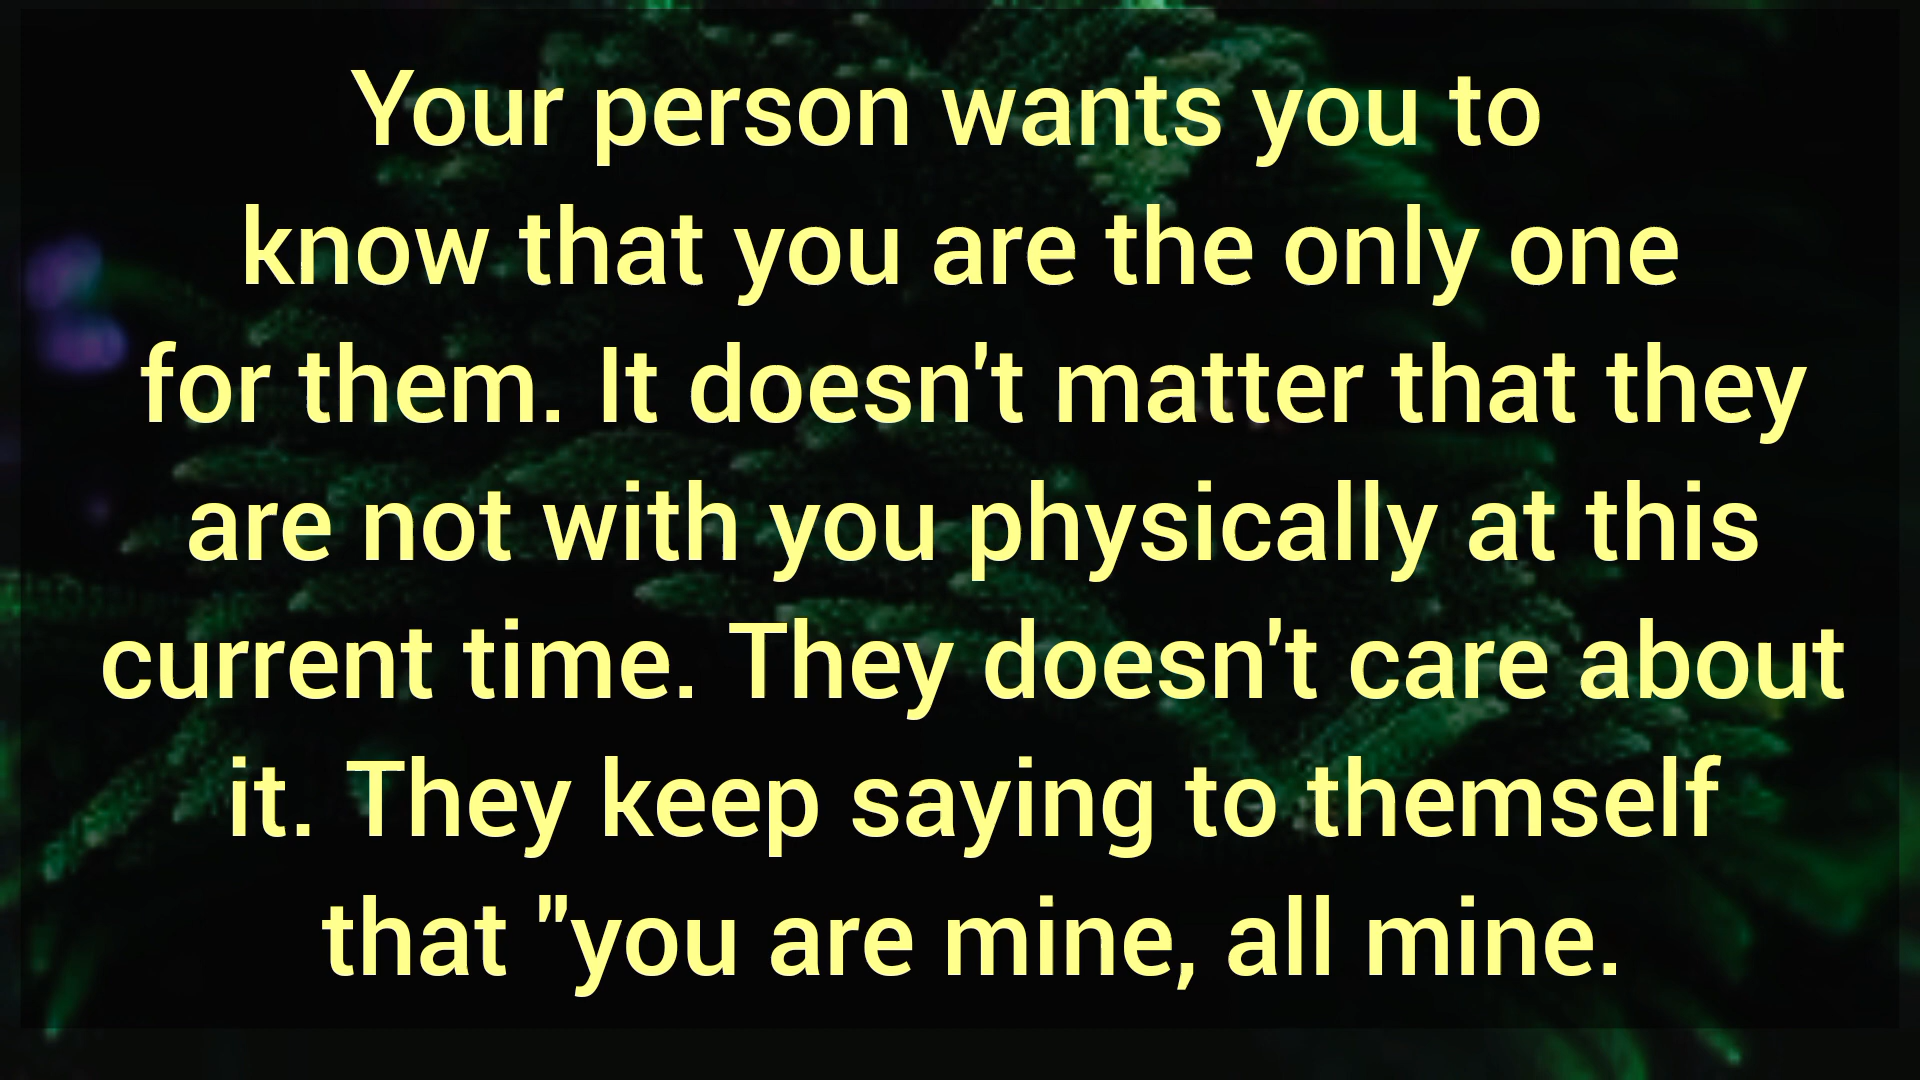 Your person wants you to
know that you are the only one
for them. It doesn't matter that they
are not with you physically at this
current time. They doesn't care about
it. They keep saying to themself
that "you are mine, all mine.